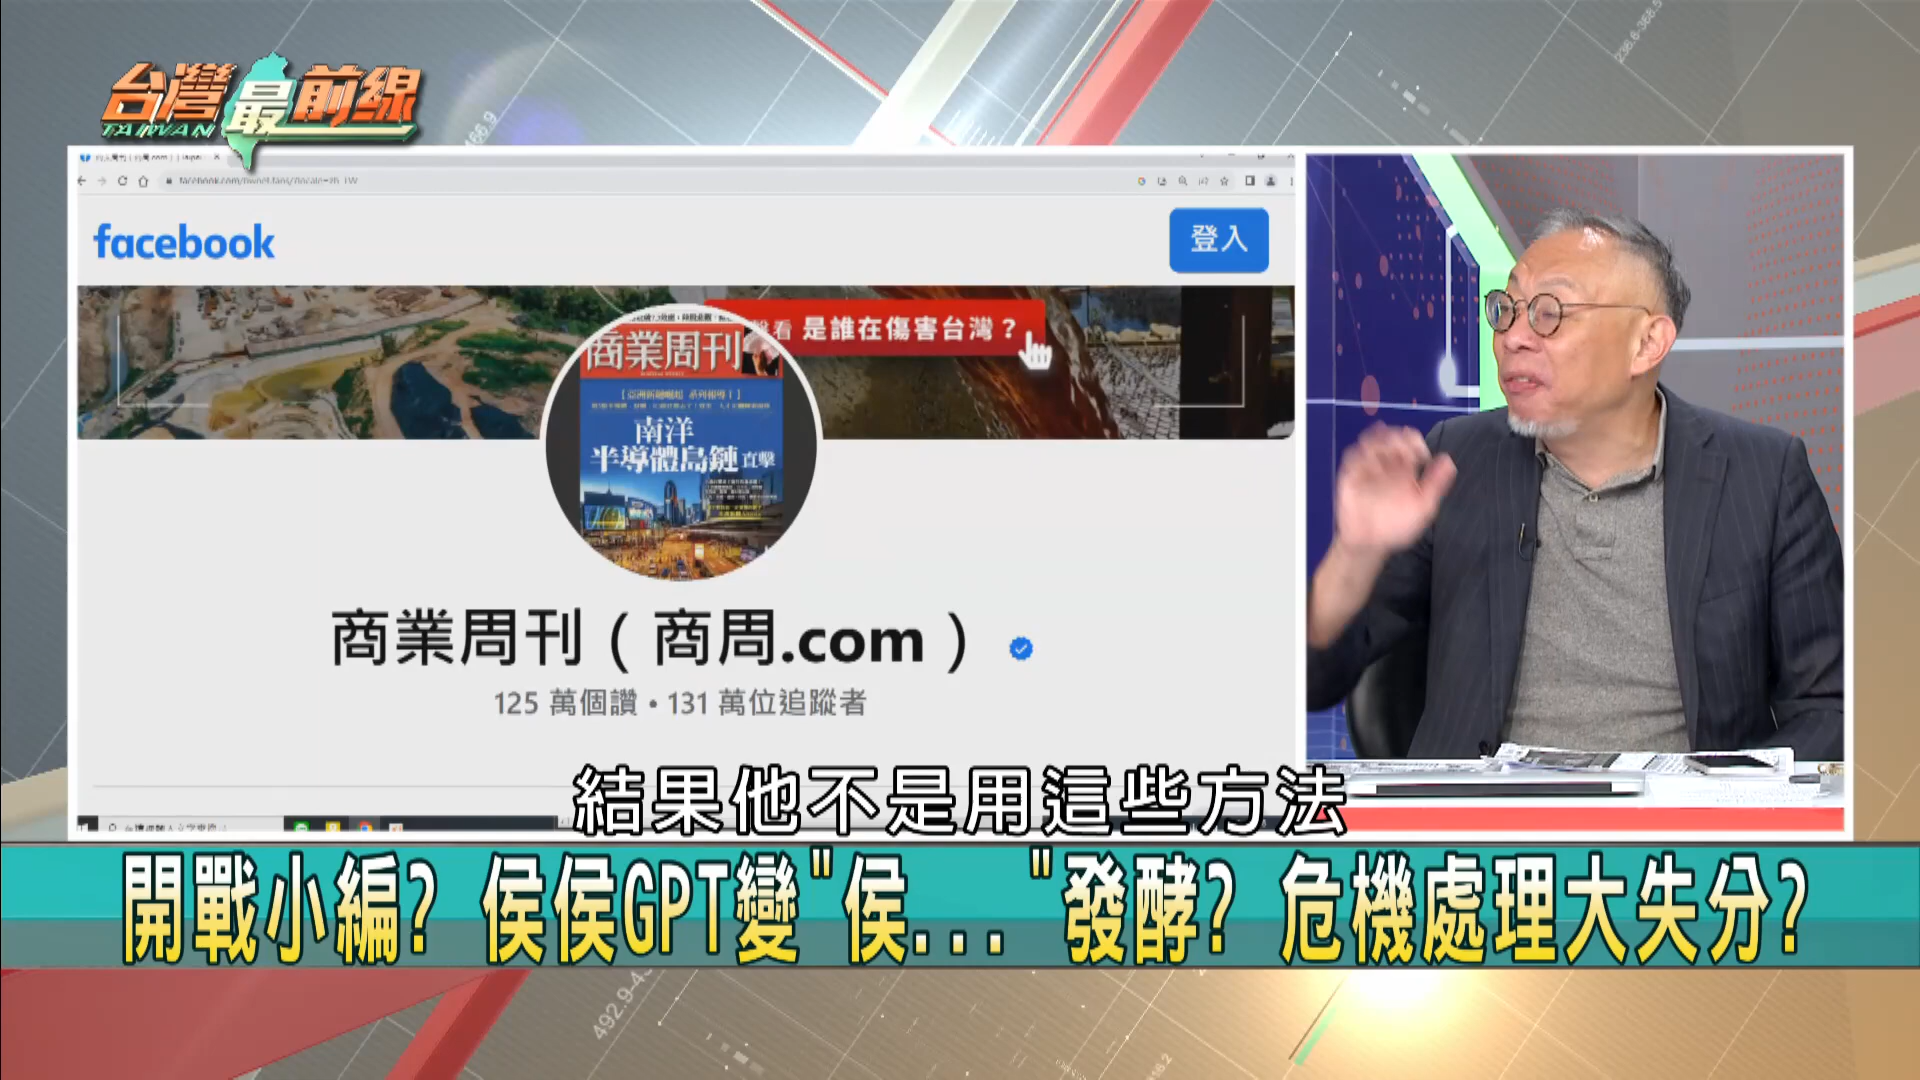 台灣最前線
TAIWAN
facebook
登入
是誰在傷害台灣？
商業周刊
南洋
半導體島鏈直擊
商業周刊（商周.com）
125 萬個讚・131 萬位追蹤者
結果他不是用這些方法
開戰小編? 侯侯GPT變"侯..."發酵? 危機處理大失分?